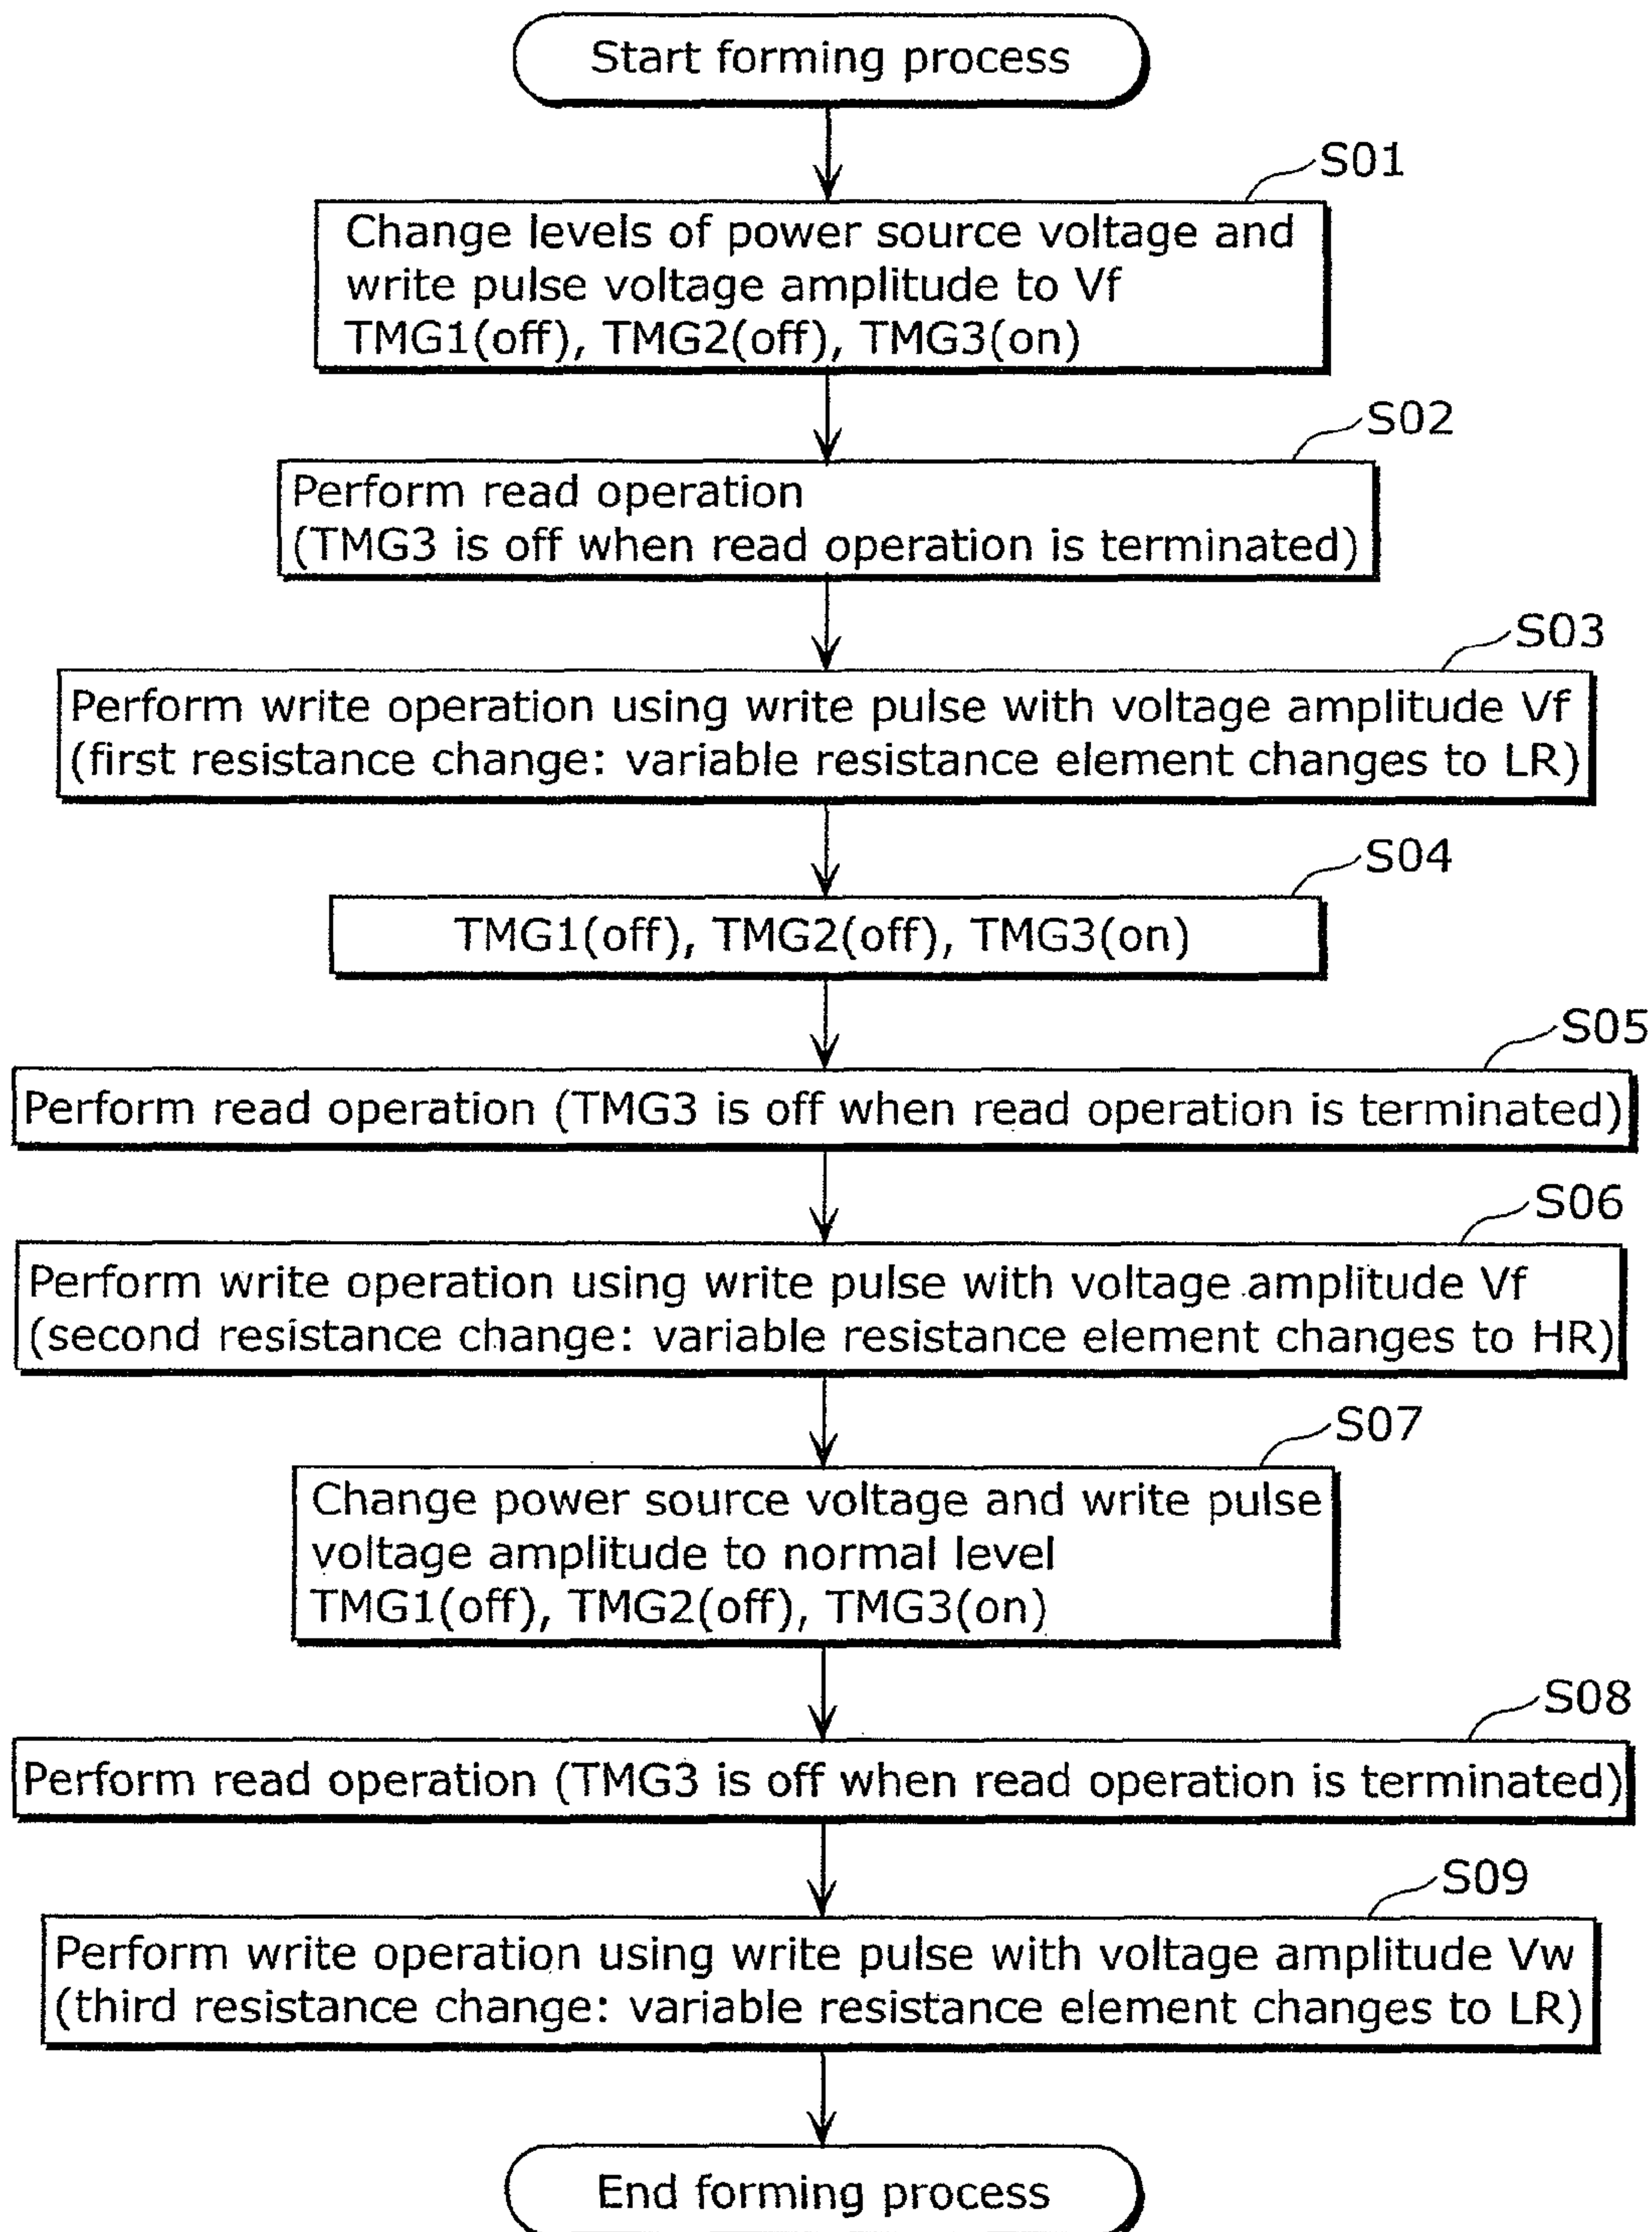 Start forming process
S01
Change levels of power source voltage and
write pulse voltage amplitude to Vf
TMG1(off), TMG2(off), TMG3(on)
S02
Perform read operation
(TMG3 is off when read operation is terminated)
S03
Perform write operation using write pulse with voltage amplitude Vf
(first resistance change: variable resistance element changes to LR)
S04
TMG1(off), TMG2(off), TMG3(on)
S05
Perform read operation (TMG3 is off when read operation is terminated)
S06
Perform write operation using write pulse with voltage amplitude Vf
(second resistance change: variable resistance element changes to HR)
S07
Change power source voltage and write pulse
voltage amplitude to normal level
TMG1(off), TMG2(off), TMG3(on)
S08
Perform read operation (TMG3 is off when read operation is terminated)
S09
Perform write operation using write pulse with voltage amplitude Vw
(third resistance change: variable resistance element changes to LR)
End forming process